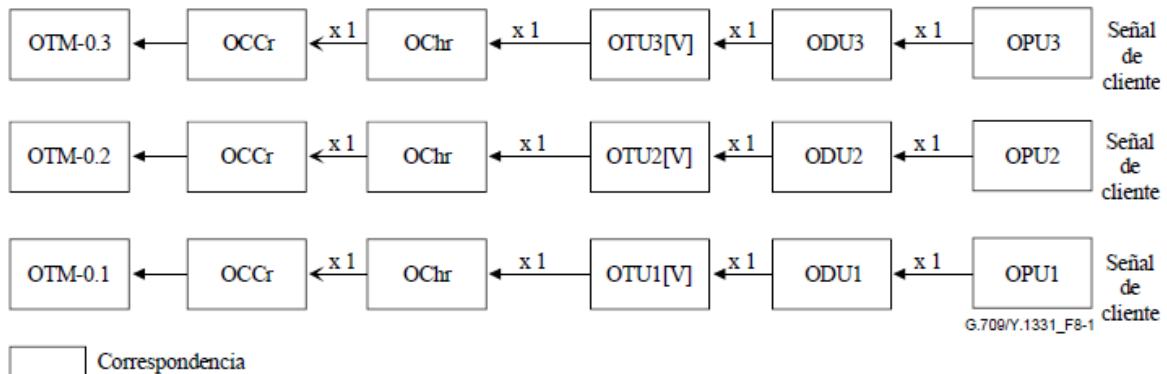 OTM-0.3 OCCr x 1 OChr x 1 OTU3[V] x 1 ODU3 x 1 OPU3 Señal de cliente
OTM-0.2 OCCr x 1 OChr x 1 OTU2[V] x 1 ODU2 x 1 OPU2 Señal de cliente
OTM-0.1 OCCr x 1 OChr x 1 OTU1[V] x 1 ODU1 x 1 OPU1 Señal de cliente
G.709/Y.1331_F8-1
Correspondencia